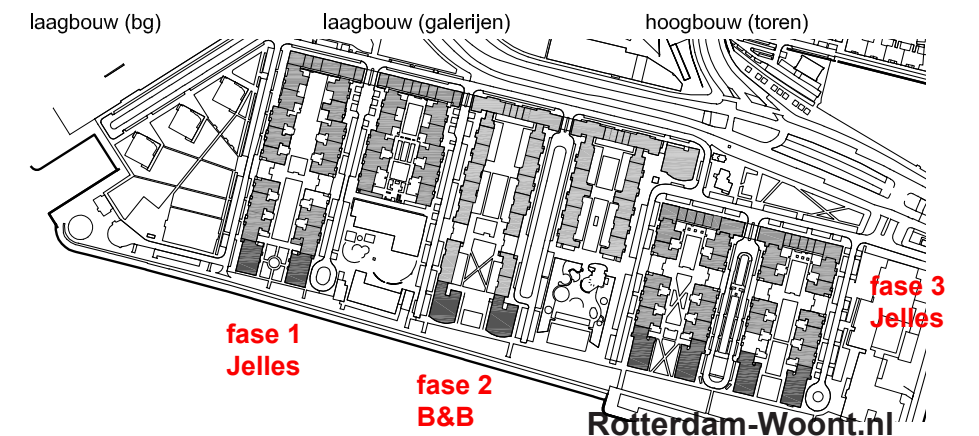 laagbouw (bg) laagbouw (galerijen) hoogbouw (toren)
fase 3
Jelles
fase 1
Jelles
fase 2
B&B
Rotterdam-Woont.nl